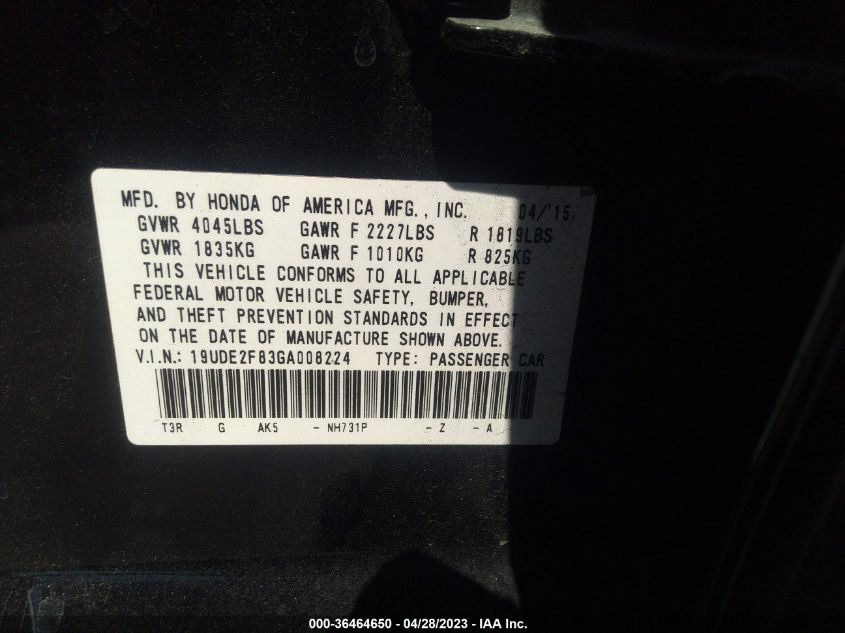 MFD. BY HONDA OF AMERICA MFG., INC. 04/'15
GVWR 4045LBS GAWR F 2227LBS R 1819LBS
GVWR 1835KG GAWR F 1010KG R 825KG
THIS VEHICLE CONFORMS TO ALL APPLICABLE
FEDERAL MOTOR VEHICLE SAFETY, BUMPER,
AND THEFT PREVENTION STANDARDS IN EFFECT
ON THE DATE OF MANUFACTURE SHOWN ABOVE.
V.I.N.: 19UDE2F83GA008224 TYPE: PASSENGER CAR
T3R G AK5 - NH731P - Z - A
000-36464650 - 04/28/2023 - IAA Inc.